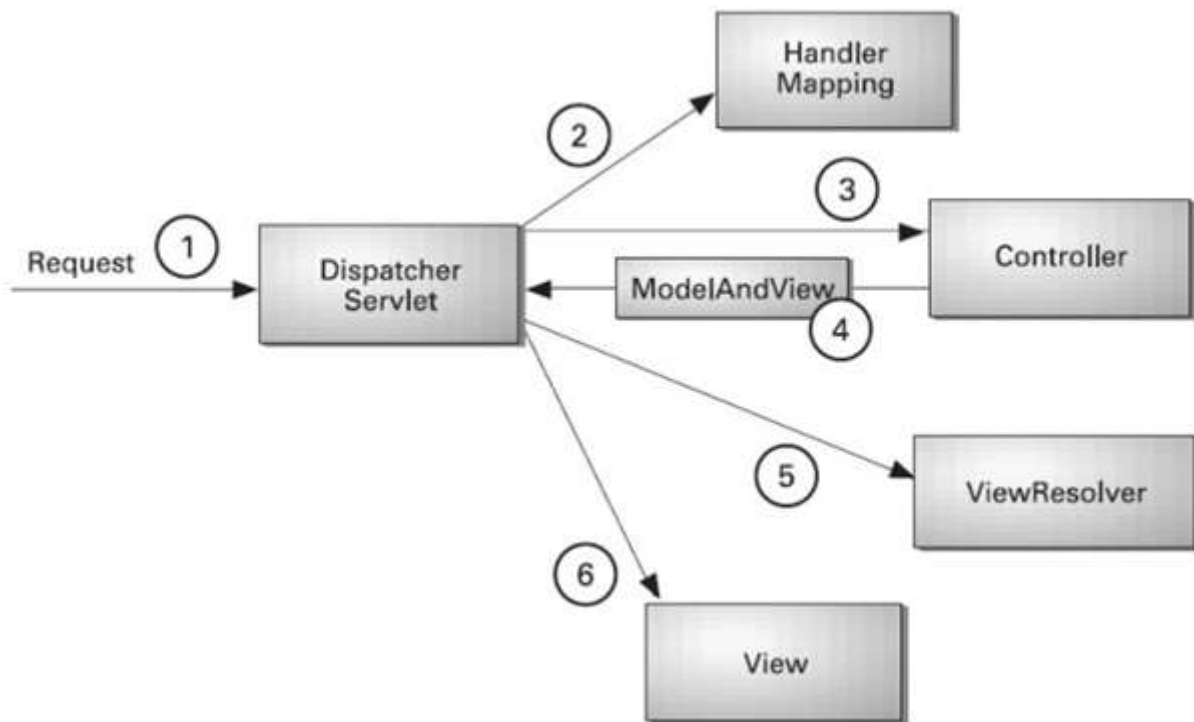 Handler
Mapping
2
3
1
Request
Dispatcher
Servlet
Controller
ModelAndView
4
5
ViewResolver
6
View